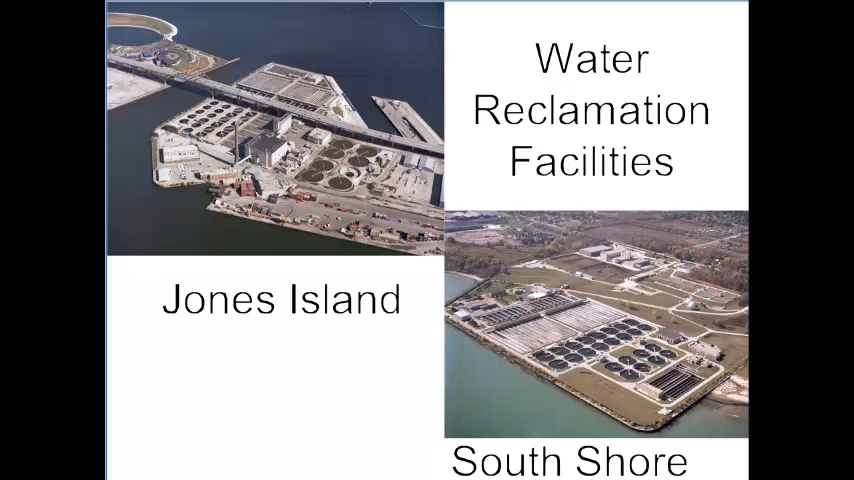 Water
Reclamation
Facilities
Jones Island
South Shore